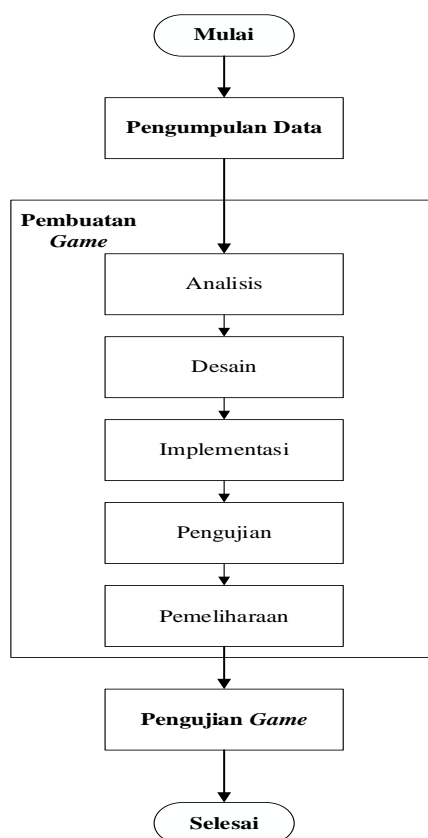 Mulai
Pengumpulan Data
Pembuatan
Game
Analisis
Desain
Implementasi
Pengujian
Pemeliharaan
Pengujian Game
Selesai